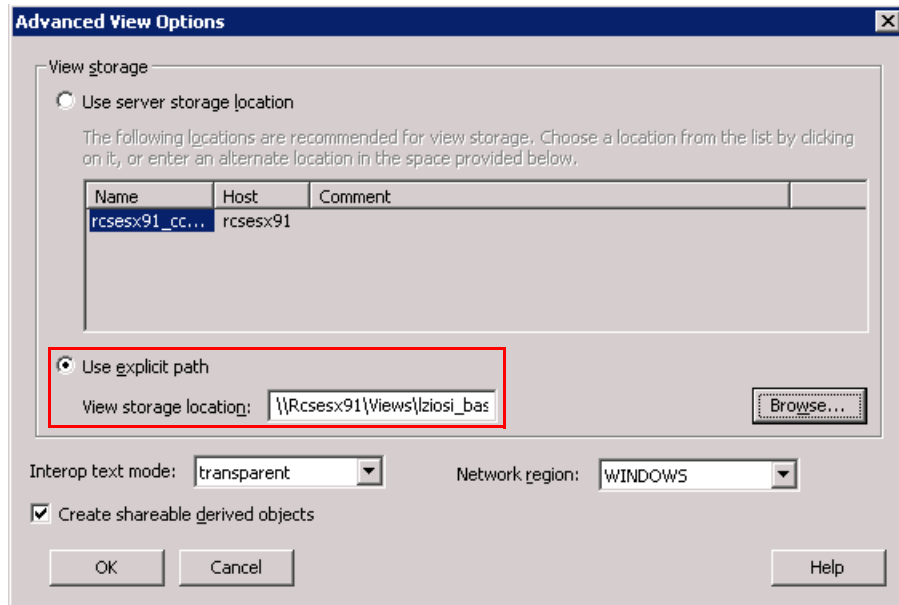 Advanced View Options
View storage
Use server storage location
The following locations are recommended for view storage. Choose a location from the list by clicking
on it, or enter an alternate location in the space provided below.
Name Host Comment
rcsesx91_cc... rcsesx91
Use explicit path
View storage location: \\Rcsesx91\Views\lziosi_bas
Browse...
Interop text mode: transparent Network region: WINDOWS
Create shareable derived objects
OK Cancel Help